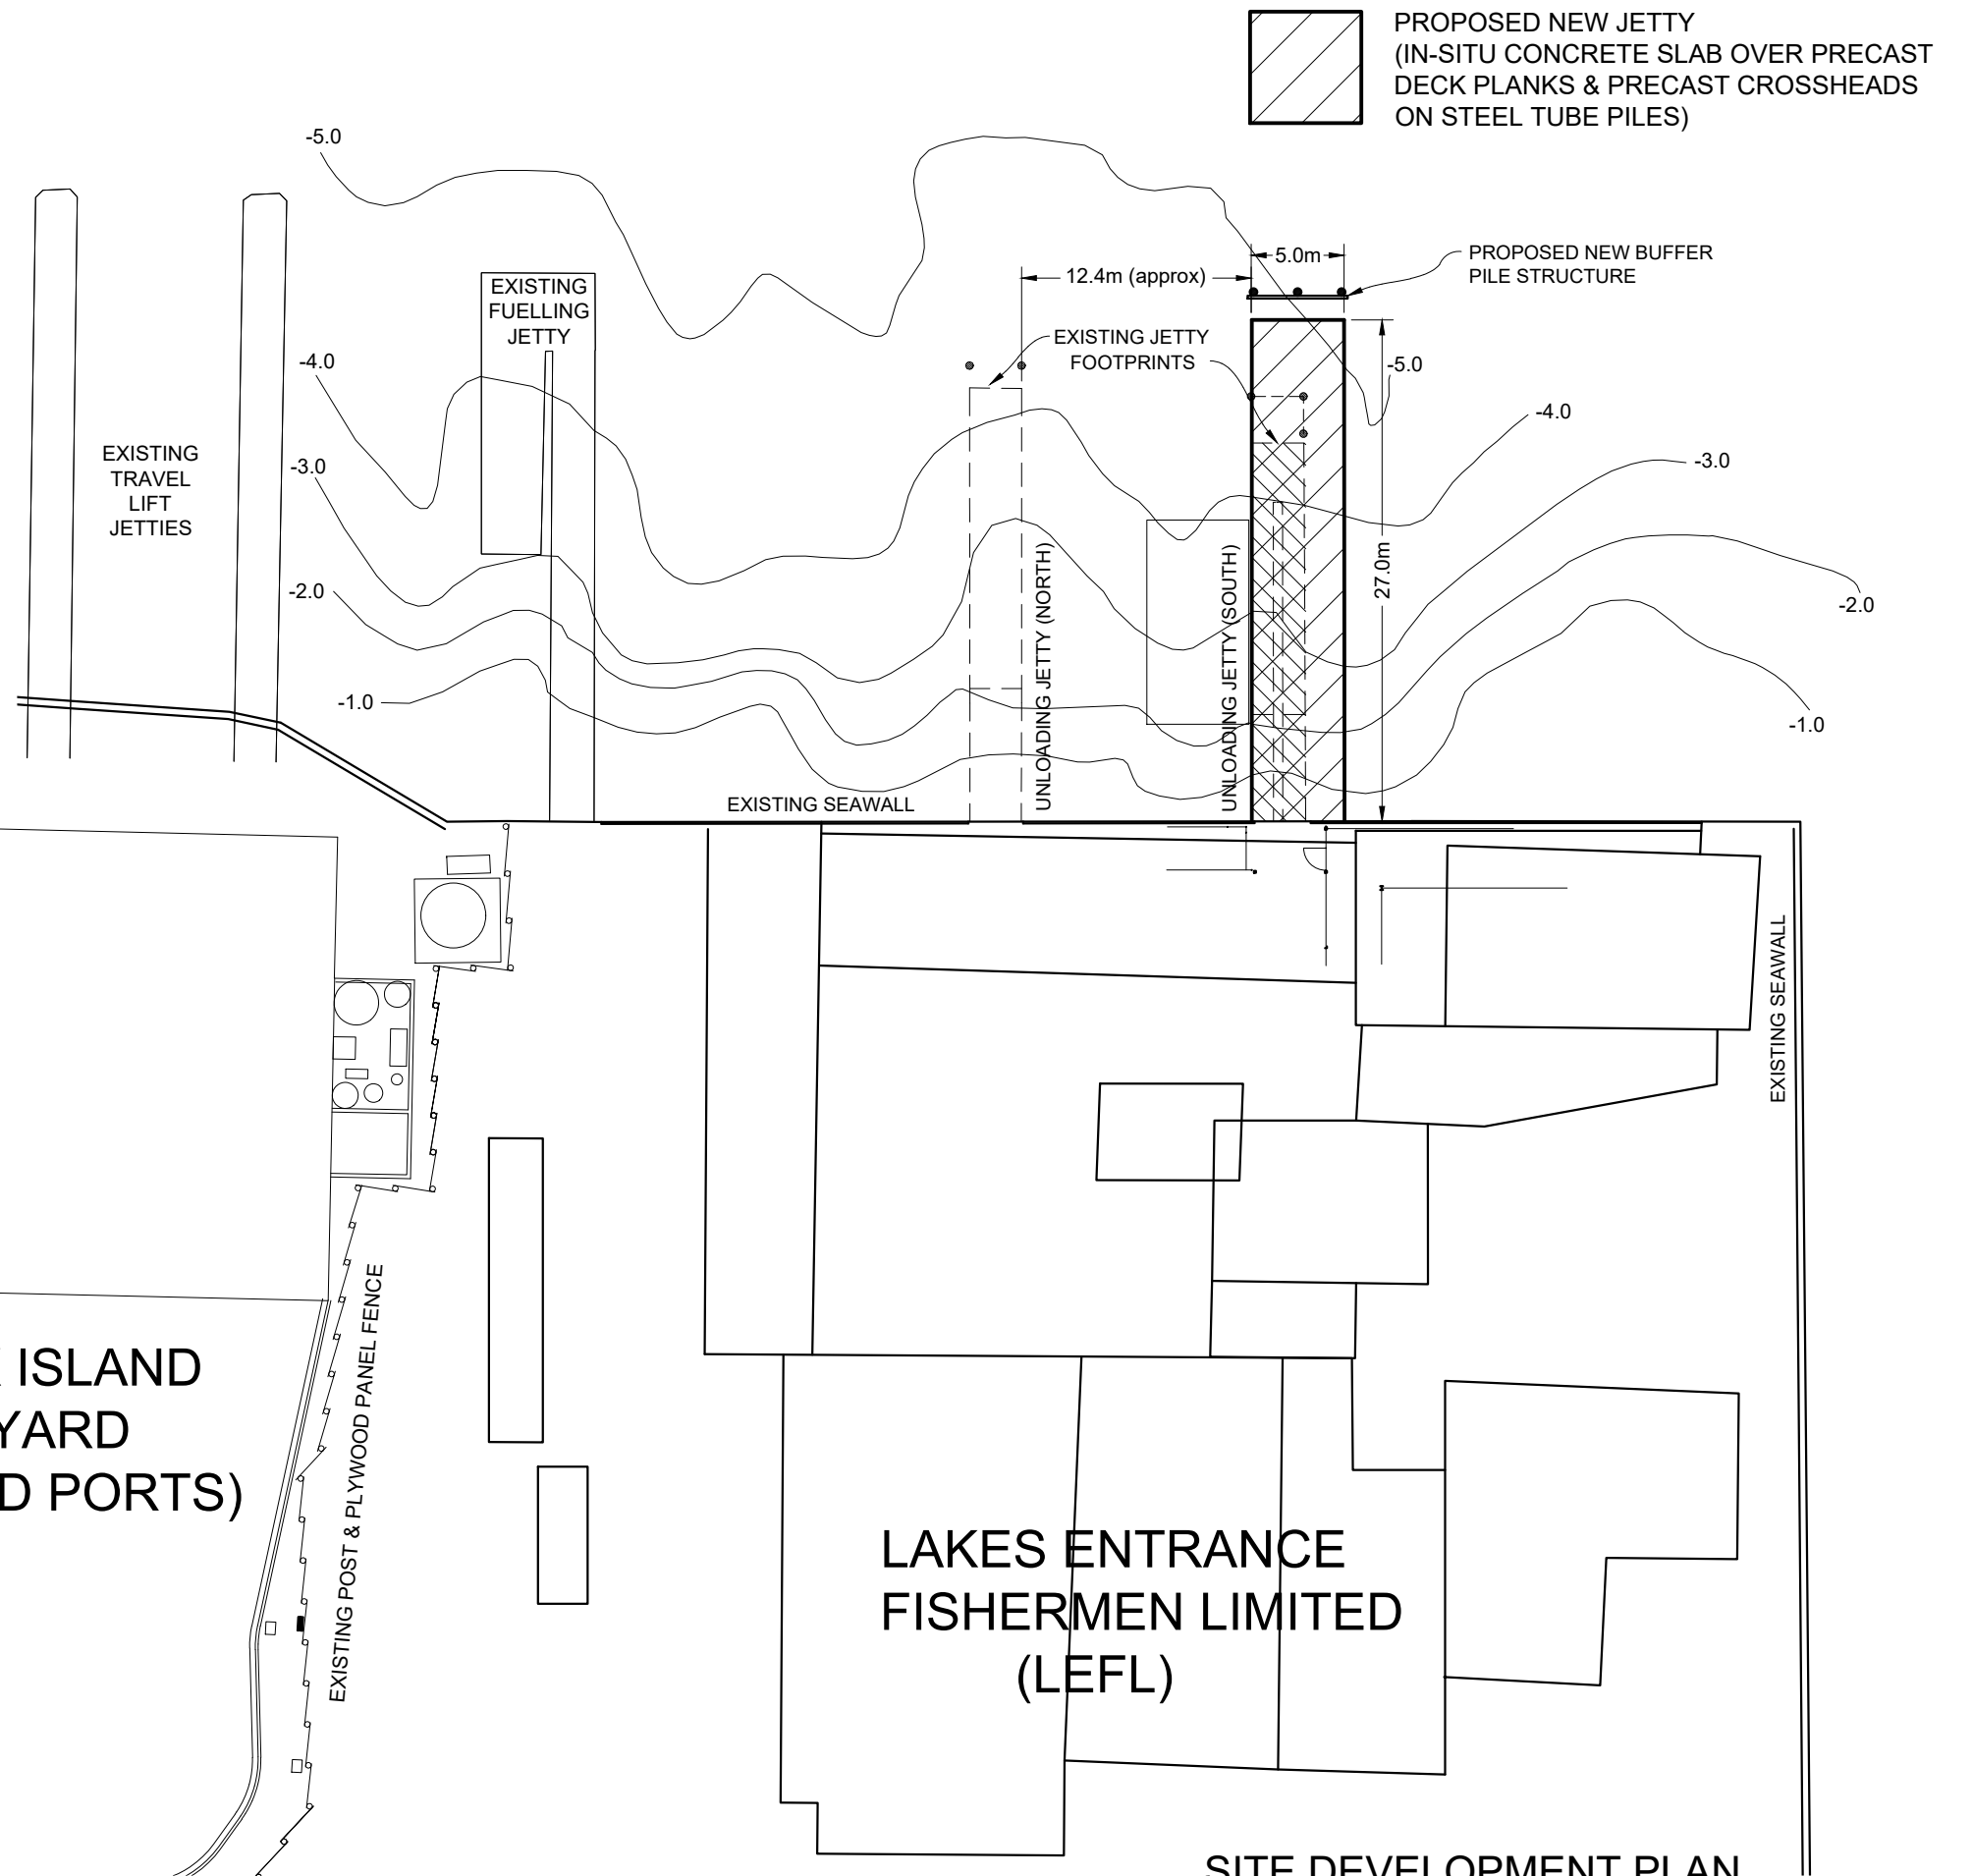 PROPOSED NEW JETTY
(IN-SITU CONCRETE SLAB OVER PRECAST
DECK PLANKS & PRECAST CROSSHEADS
ON STEEL TUBE PILES)
-5.0
5.0m
PROPOSED NEW BUFFER
PILE STRUCTURE
12.4m (approx)
EXISTING
FUELLING
JETTY
EXISTING JETTY
FOOTPRINTS
-4.0
-5.0
-4.0
EXISTING
TRAVEL
LIFT
JETTIES
-3.0
-3.0
-2.0
-2.0
-1.0
-1.0
UNLOADING JETTY (NORTH)
UNLOADING JETTY (SOUTH)
27.0m
EXISTING SEAWALL
EXISTING SEAWALL
EXISTING POST & PLYWOOD PANEL FENCE
ISLAND
YARD
D PORTS)
LAKES ENTRANCE
FISHERMEN LIMITED
(LEFL)
SITE DEVELOPMENT PLAN